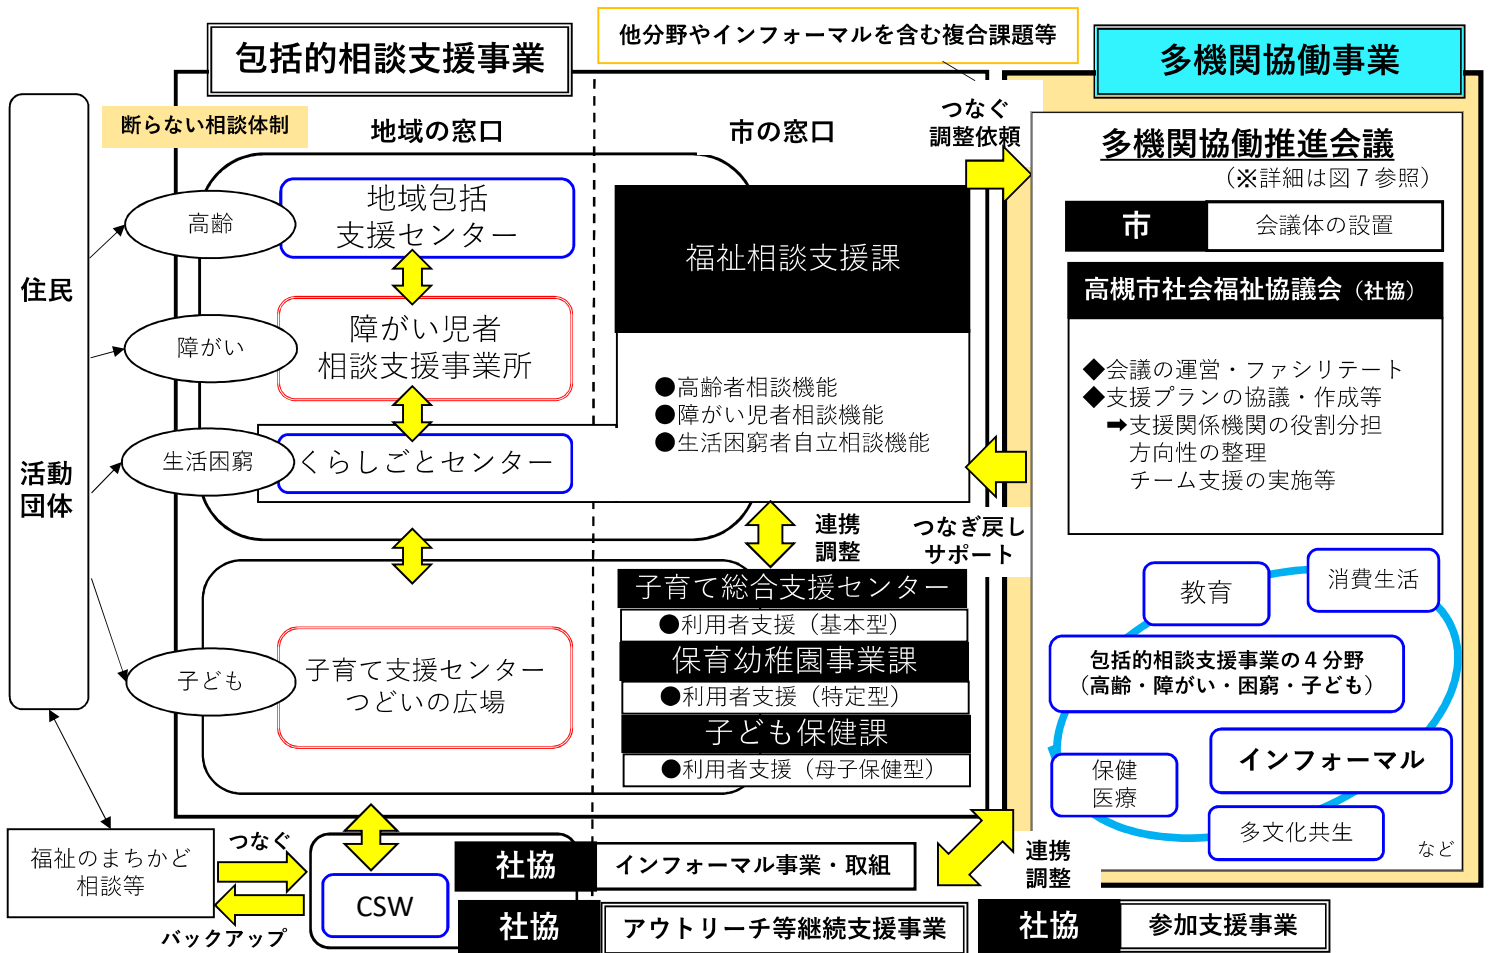 他分野やインフォーマルを含む複合課題等
包括的相談支援事業
多機関協働事業
断らない相談体制
地域の窓口
市の窓口
つなぐ
調整依頼
住民
活動
団体
高齢
障がい
生活困窮
子ども
地域包括
支援センター
障がい児者
相談支援事業所
くらしごとセンター
子育て支援センター
つどいの広場
福祉相談支援課
●高齢者相談機能
●障がい児者相談機能
●生活困窮者自立相談機能
連携
調整
つなぎ戻し
サポート
子育て総合支援センター
●利用者支援（基本型）
保育幼稚園事業課
●利用者支援（特定型）
子ども保健課
●利用者支援（母子保健型）
多機関協働推進会議
（※詳細は図７参照）
市
会議体の設置
高槻市社会福祉協議会（社協）
◆会議の運営・ファシリテート
◆支援プランの協議・作成等
➡支援関係機関の役割分担
方向性の整理
チーム支援の実施等
教育
消費生活
包括的相談支援事業の４分野
（高齢・障がい・困窮・子ども）
インフォーマル
保健
医療
多文化共生
など
福祉のまちかど
相談等
つなぐ
バックアップ
CSW
社協
インフォーマル事業・取組
社協
アウトリーチ等継続支援事業
連携
調整
社協
参加支援事業